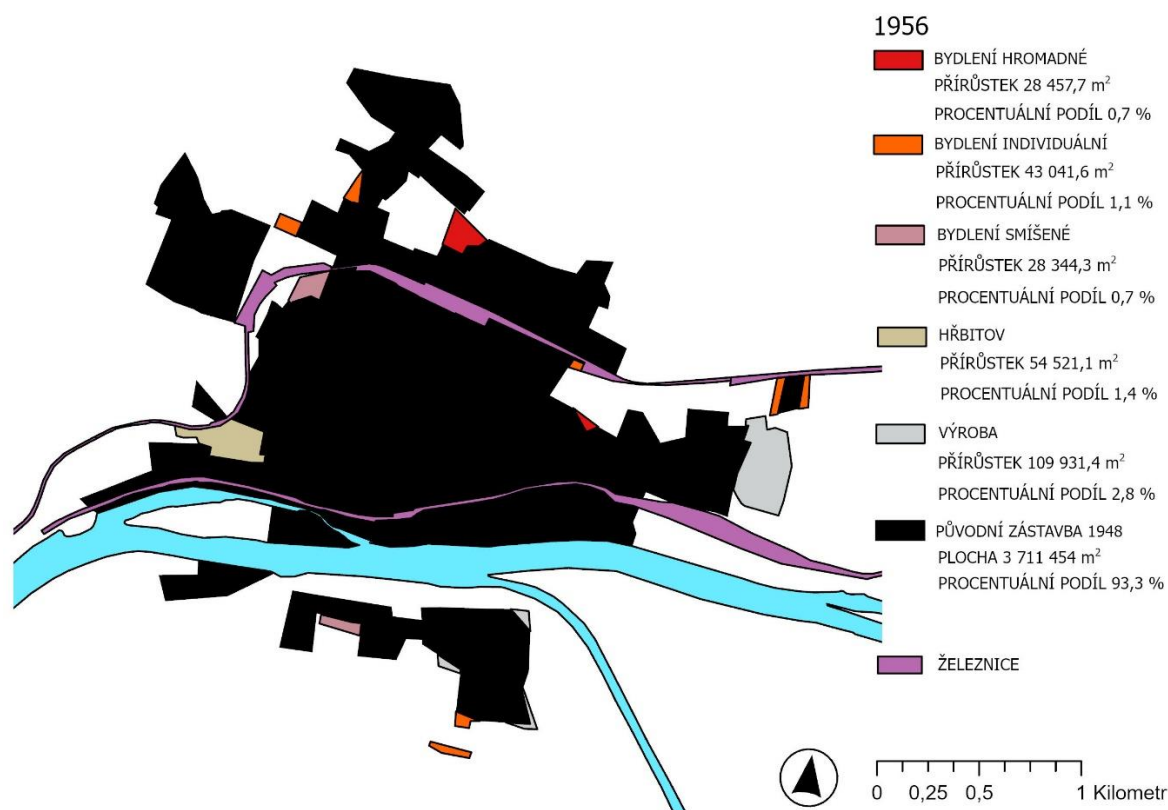 1956
BYDLENÍ HROMADNÉ
PŘÍRŮSTEK 28 457,7 m²
PROCENTUÁLNÍ PODÍL 0,7 %
BYDLENÍ INDIVIDUÁLNÍ
PŘÍRŮSTEK 43 041,6 m²
PROCENTUÁLNÍ PODÍL 1,1 %
BYDLENÍ SMÍŠENÉ
PŘÍRŮSTEK 28 344,3 m²
PROCENTUÁLNÍ PODÍL 0,7 %
HŘBITOV
PŘÍRŮSTEK 54 521,1 m²
PROCENTUÁLNÍ PODÍL 1,4 %
VÝROBA
PŘÍRŮSTEK 109 931,4 m²
PROCENTUÁLNÍ PODÍL 2,8 %
PŮVODNÍ ZÁSTAVBA 1948
PLOCHA 3 711 454 m²
PROCENTUÁLNÍ PODÍL 93,3 %
ŽELEZNICE
0 0,25 0,5 1 Kilometr